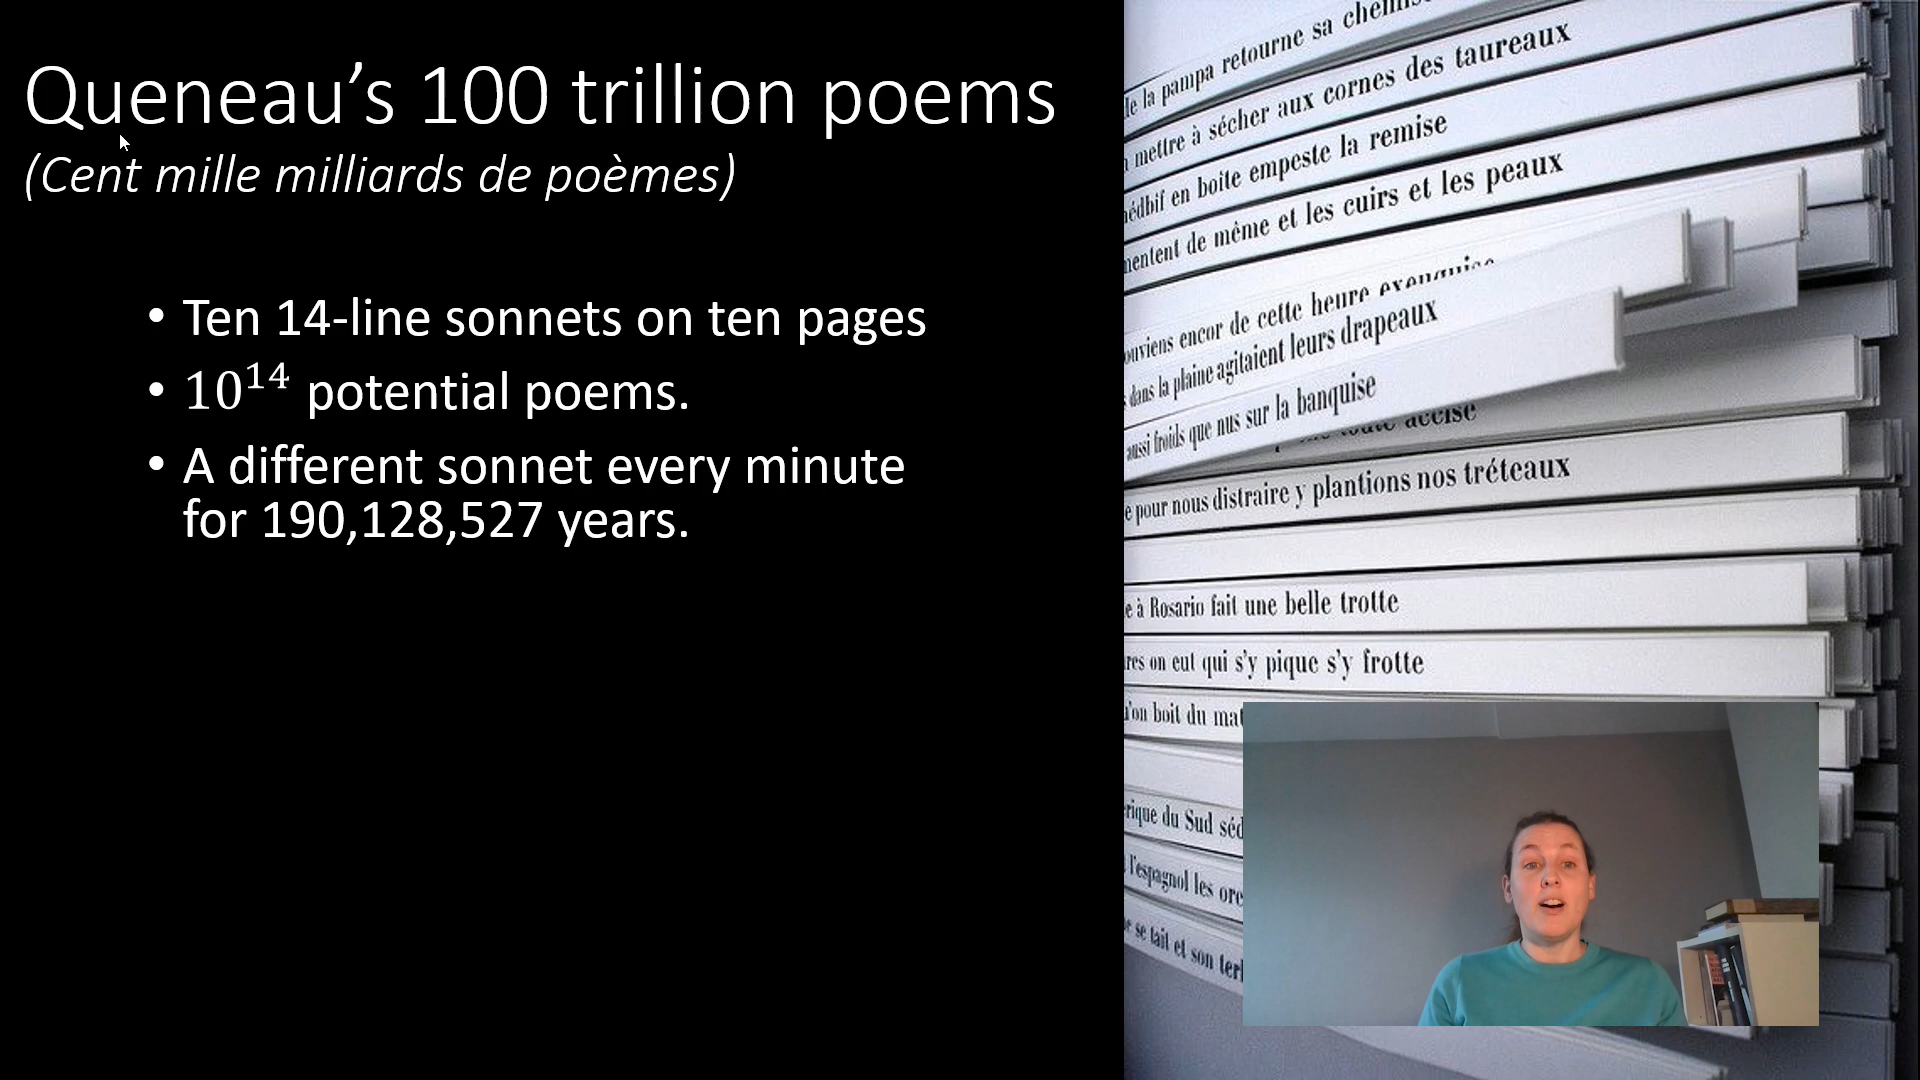 Queneau’s 100 trillion poems
(Cent mille milliards de poèmes)
• Ten 14-line sonnets on ten pages
• 10¹⁴ potential poems.
• A different sonnet every minute
for 190,128,527 years.
la pampa retourne sa
mettre à sécher aux cornes des taureaux
en boite empeste la remise
de même et les cuirs et les peaux
encor de cette heure
dans la plaine agitaient leurs drapeaux
aussi froids que nus sur la banquise
toute accise
pour nous distraire y plantions nos tréteaux
à Rosario fait une belle trotte
on eut qui s’y pique s’y frotte
boit du
du Sud
l’espagnol les
se tait et son